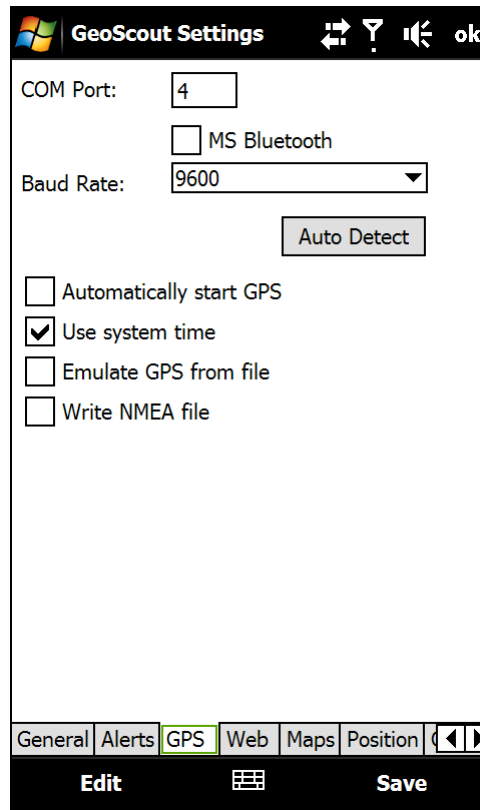 GeoScout Settings
ok
COM Port:
4
MS Bluetooth
Baud Rate:
9600
Auto Detect
Automatically start GPS
Use system time
Emulate GPS from file
Write NMEA file
General Alerts GPS Web Maps Position
Edit Save